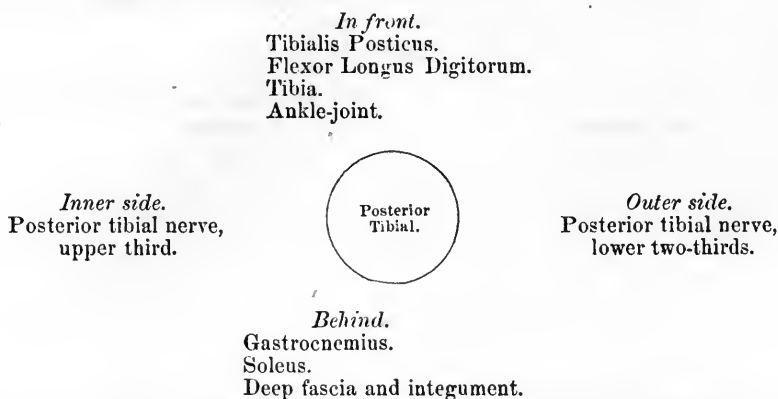 In front.
Tibialis Posticus.
Flexor Longus Digitorum.
Tibia.
Ankle-joint.
Inner side.
Posterior tibial nerve,
upper third.
Posterior
Tibial.
Outer side.
Posterior tibial nerve,
lower two-thirds.
Behind.
Gastrocnemius.
Soleus.
Deep fascia and integument.